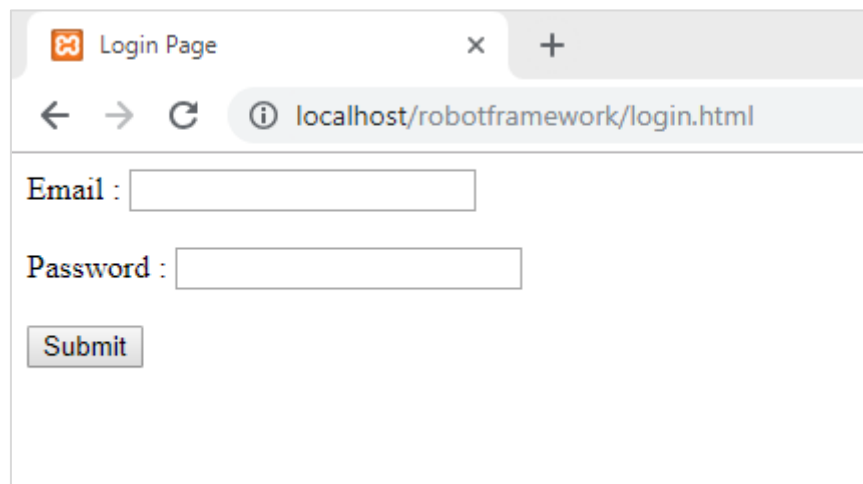 Login Page
localhost/robotframework/login.html
Email :
Password :
Submit